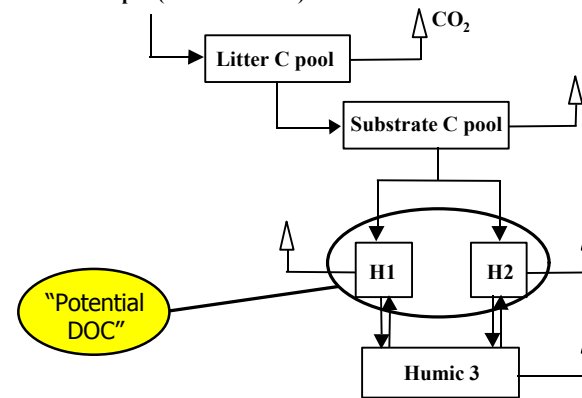 CO₂
Litter C pool
Substrate C pool
H1
H2
"Potential
DOC"
Humic 3